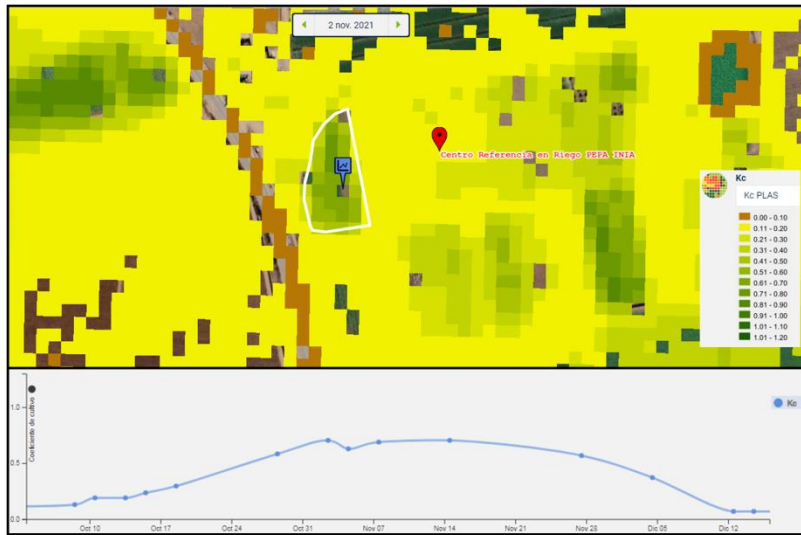 2 nov. 2021
Centro Referencia en Riego PEPA INIA
Kc
Kc PLAS
0.00 - 0.10
0.11 - 0.20
0.21 - 0.30
0.31 - 0.40
0.41 - 0.50
0.51 - 0.60
0.61 - 0.70
0.71 - 0.80
0.81 - 0.90
0.91 - 1.00
1.01 - 1.10
1.01 - 1.20
Coeficiente de cultivo
Kc
1.0
0.5
0.0
Oct 10
Oct 17
Oct 24
Oct 31
Nov 07
Nov 14
Nov 21
Nov 28
Dis 05
Dis 12